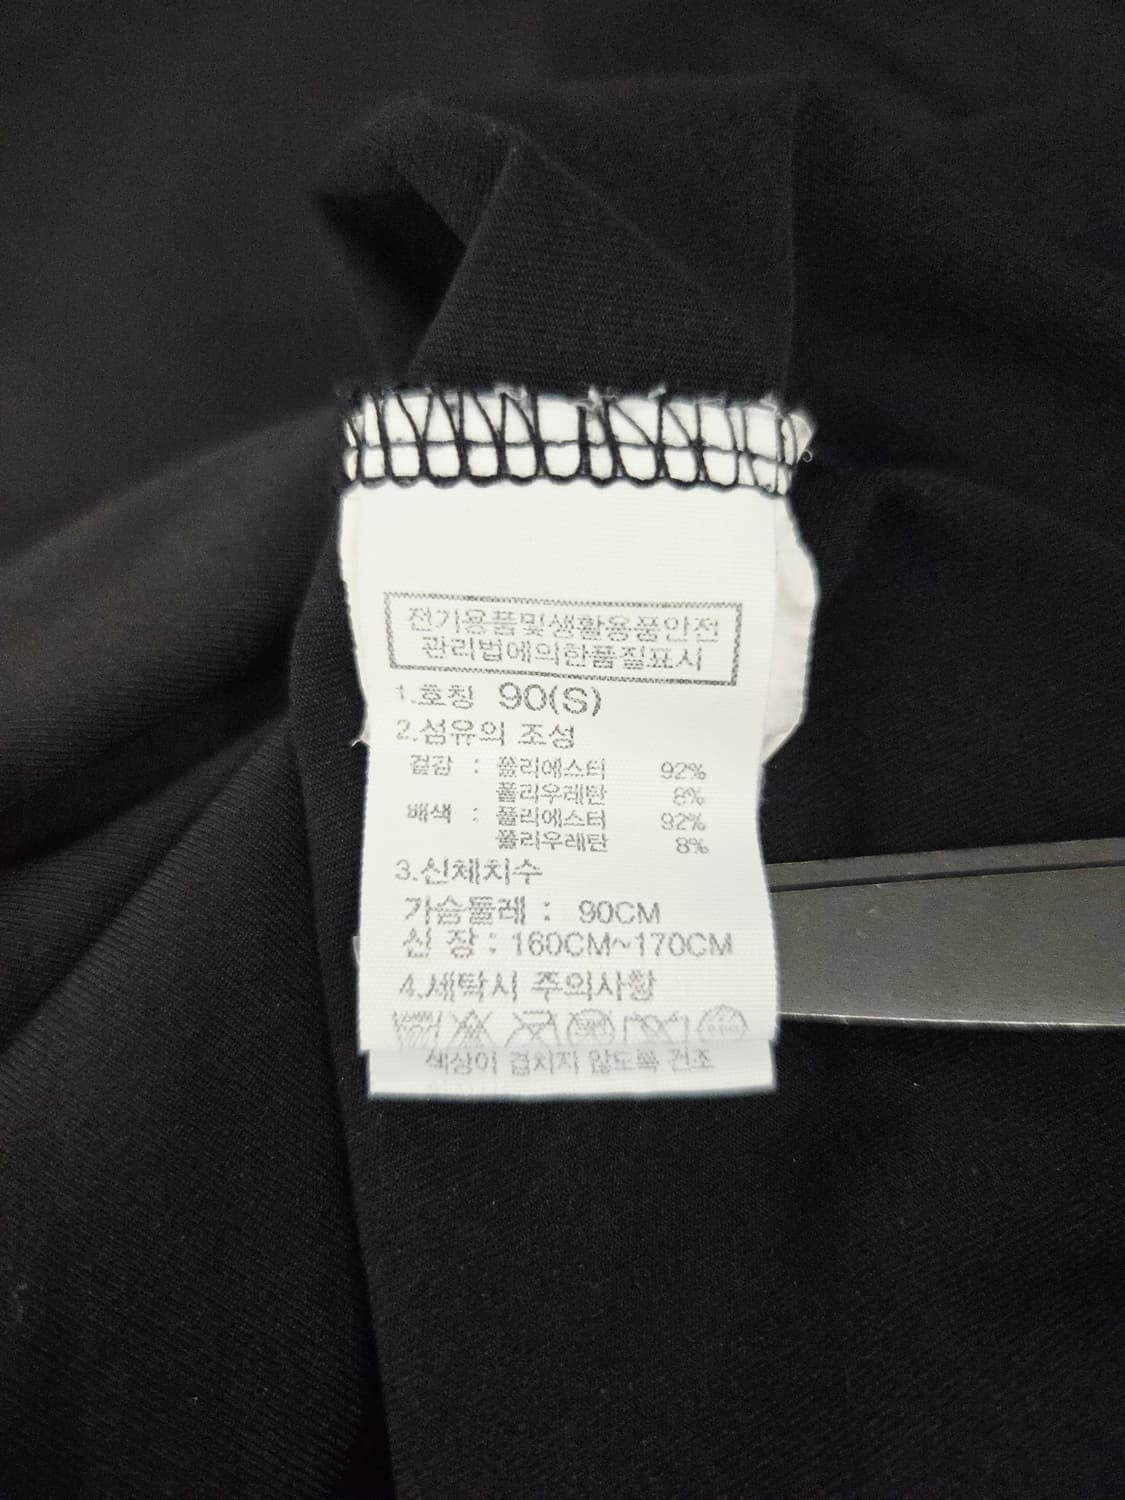 전기용품및생활용품안전
관리법에의한품질표시
1.호칭 90(S)
2.섬유의 조성
겉감 : 폴리에스터 92%
폴리우레탄 8%
배색 : 폴리에스터 92%
폴리우레탄 8%
3.신체치수
가슴둘레 : 90CM
신 장 : 160CM~170CM
4.세탁시 주의사항
색상이 겹치지 않도록 건조